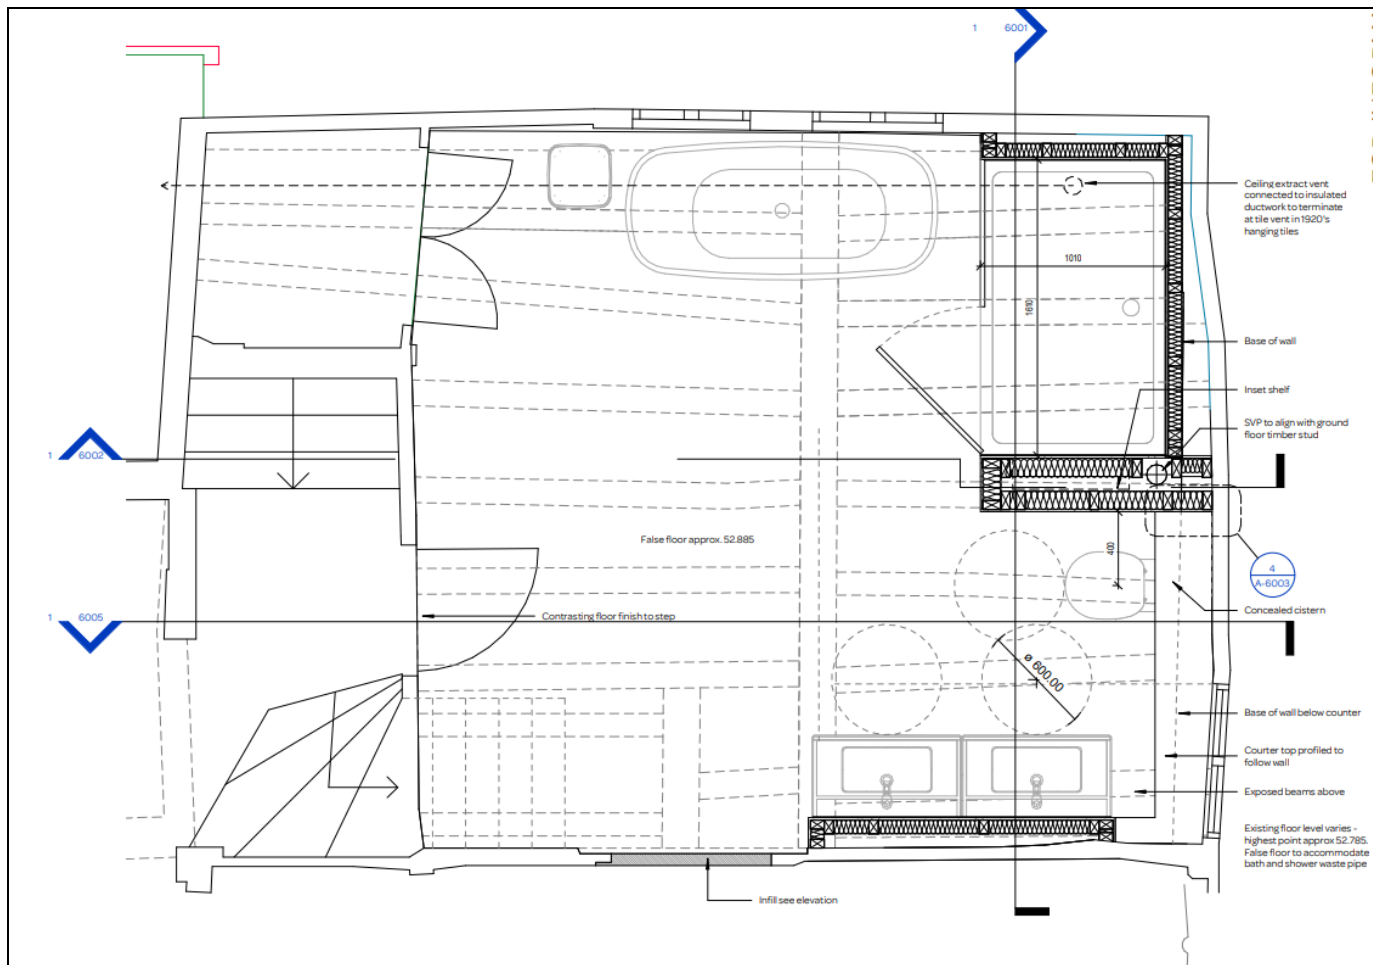 1 6001
Ceiling extract vent
connected to insulated
ductwork to terminate
at tile vent in 1920's
hanging tiles
1010
1610
Base of wall
Inset shelf
SVP to align with ground
floor timber stud
1 6002
False floor approx. 52.885
400
4
A-6003
Concealed cistern
1 6005
Contrasting floor finish to step
ø 600.00
Base of wall below counter
Courter top profiled to
follow wall
Exposed beams above
Existing floor level varies -
highest point approx 52.785.
False floor to accommodate
bath and shower waste pipe
Infill see elevation